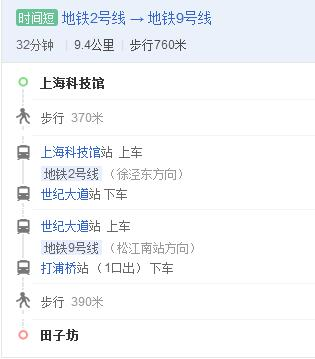 时间短 地铁2号线 → 地铁9号线
32分钟 | 9.4公里 | 步行760米
上海科技馆
步行 370米
上海科技馆站 上车
地铁2号线 （徐泾东方向）
世纪大道站 下车
世纪大道站 上车
地铁9号线 （松江南站方向）
打浦桥站 （1口出） 下车
步行 390米
田子坊